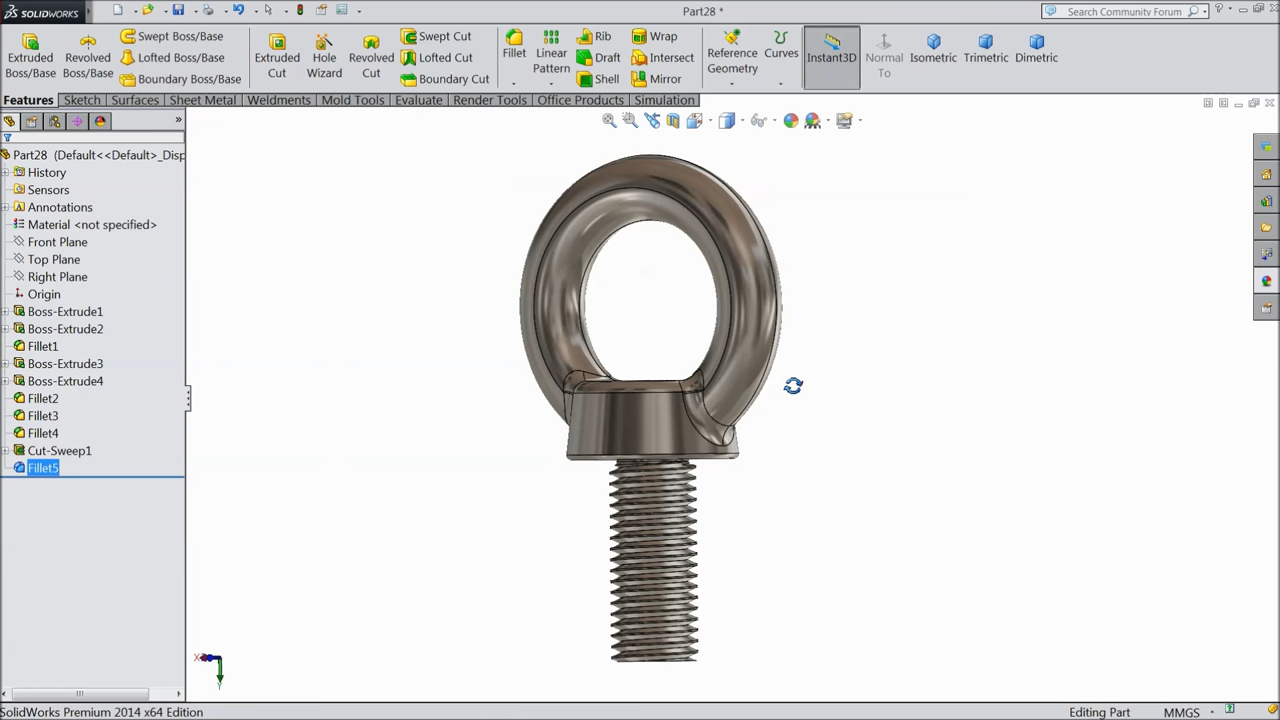 SOLIDWORKS
Part28 *
Search Community Forum
Extruded Boss/Base
Revolved Boss/Base
Swept Boss/Base
Lofted Boss/Base
Boundary Boss/Base
Extruded Cut
Hole Wizard
Revolved Cut
Swept Cut
Lofted Cut
Boundary Cut
Fillet
Linear Pattern
Rib
Draft
Shell
Wrap
Intersect
Mirror
Reference Geometry
Curves
Instant3D
Normal To
Isometric
Trimetric
Dimetric
Features Sketch Surfaces Sheet Metal Weldments Mold Tools Evaluate Render Tools Office Products Simulation
Part28 (Default<<Default>_Disp
History
Sensors
Annotations
Material <not specified>
Front Plane
Top Plane
Right Plane
Origin
Boss-Extrude1
Boss-Extrude2
Fillet1
Boss-Extrude3
Boss-Extrude4
Fillet2
Fillet3
Fillet4
Cut-Sweep1
Fillet5
SolidWorks Premium 2014 x64 Edition
Editing Part
MMGS